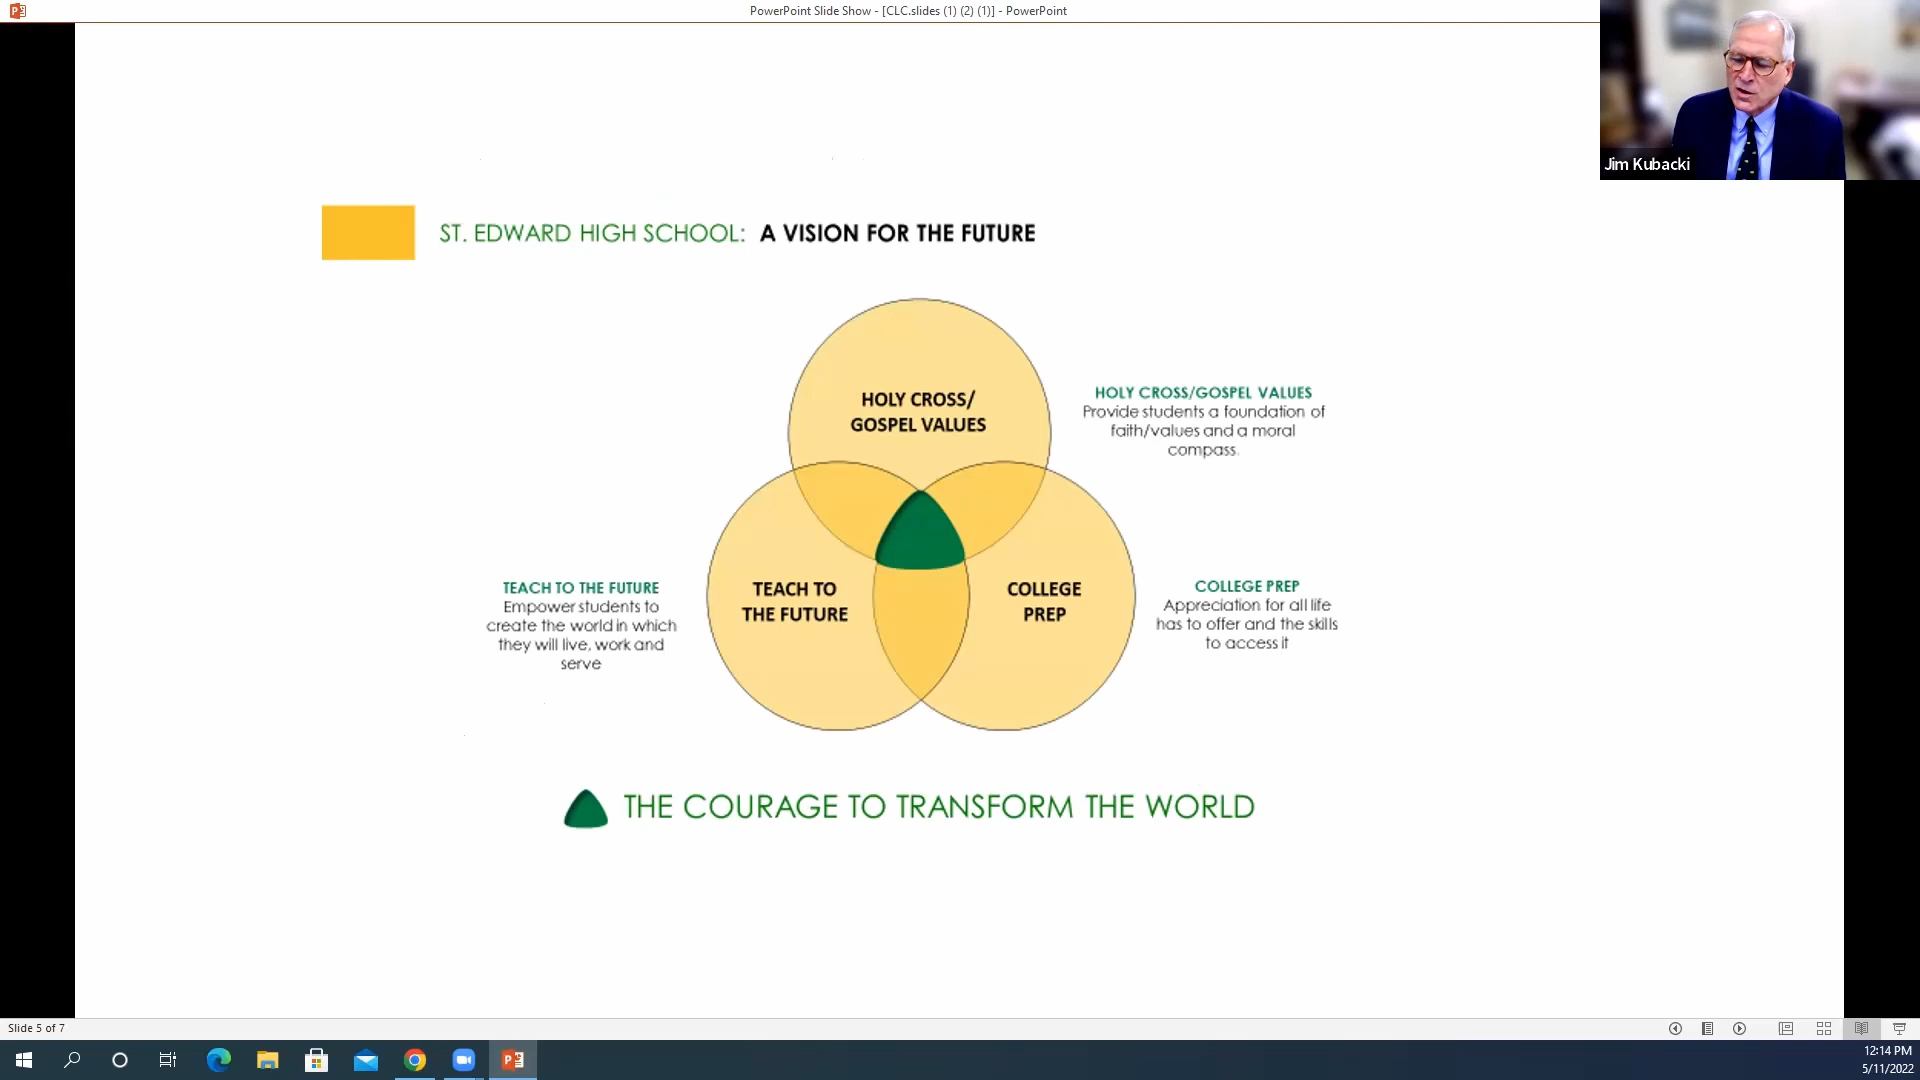 PowerPoint Slide Show - [CLC.slides (1) (2) (1)] - PowerPoint
Jim Kubacki
ST. EDWARD HIGH SCHOOL: A VISION FOR THE FUTURE
HOLY CROSS/
GOSPEL VALUES
HOLY CROSS/GOSPEL VALUES
Provide students a foundation of
faith/values and a moral
compass.
TEACH TO THE FUTURE
Empower students to
create the world in which
they will live, work and
serve
TEACH TO
THE FUTURE
COLLEGE
PREP
COLLEGE PREP
Appreciation for all life
has to offer and the skills
to access it
THE COURAGE TO TRANSFORM THE WORLD
Slide 5 of 7
12:14 PM
5/11/2022